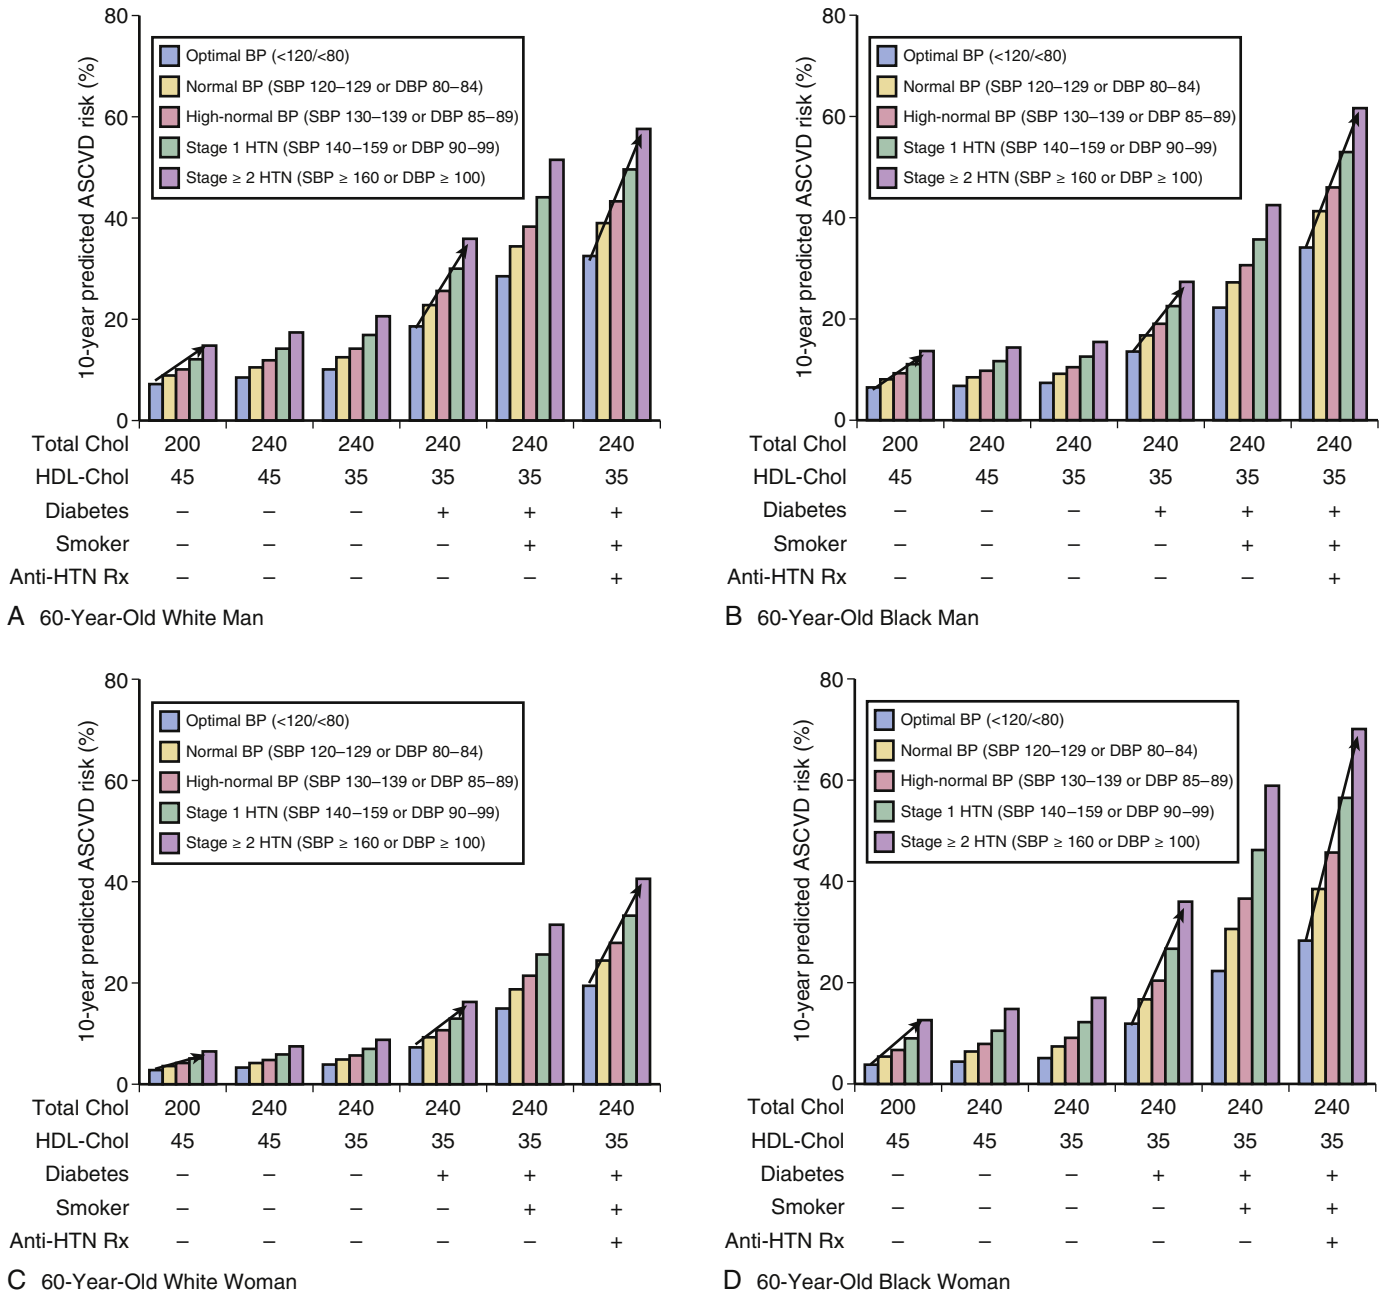 80
60
40
20
0
10-year predicted ASCVD risk (%)
Optimal BP (<120/<80)
Normal BP (SBP 120–129 or DBP 80–84)
High-normal BP (SBP 130–139 or DBP 85–89)
Stage 1 HTN (SBP 140–159 or DBP 90–99)
Stage ≥ 2 HTN (SBP ≥ 160 or DBP ≥ 100)
Total Chol 200 240 240 240 240 240
HDL-Chol 45 45 35 35 35 35
Diabetes – – – + + +
Smoker – – – – + +
Anti-HTN Rx – – – – – +
A 60-Year-Old White Man
80
60
40
20
0
10-year predicted ASCVD risk (%)
Optimal BP (<120/<80)
Normal BP (SBP 120–129 or DBP 80–84)
High-normal BP (SBP 130–139 or DBP 85–89)
Stage 1 HTN (SBP 140–159 or DBP 90–99)
Stage ≥ 2 HTN (SBP ≥ 160 or DBP ≥ 100)
Total Chol 200 240 240 240 240 240
HDL-Chol 45 45 35 35 35 35
Diabetes – – – + + +
Smoker – – – – + +
Anti-HTN Rx – – – – – +
B 60-Year-Old Black Man
80
60
40
20
0
10-year predicted ASCVD risk (%)
Optimal BP (<120/<80)
Normal BP (SBP 120–129 or DBP 80–84)
High-normal BP (SBP 130–139 or DBP 85–89)
Stage 1 HTN (SBP 140–159 or DBP 90–99)
Stage ≥ 2 HTN (SBP ≥ 160 or DBP ≥ 100)
Total Chol 200 240 240 240 240 240
HDL-Chol 45 45 35 35 35 35
Diabetes – – – + + +
Smoker – – – – + +
Anti-HTN Rx – – – – – +
C 60-Year-Old White Woman
80
60
40
20
0
10-year predicted ASCVD risk (%)
Optimal BP (<120/<80)
Normal BP (SBP 120–129 or DBP 80–84)
High-normal BP (SBP 130–139 or DBP 85–89)
Stage 1 HTN (SBP 140–159 or DBP 90–99)
Stage ≥ 2 HTN (SBP ≥ 160 or DBP ≥ 100)
Total Chol 200 240 240 240 240 240
HDL-Chol 45 45 35 35 35 35
Diabetes – – – + + +
Smoker – – – – + +
Anti-HTN Rx – – – – – +
D 60-Year-Old Black Woman